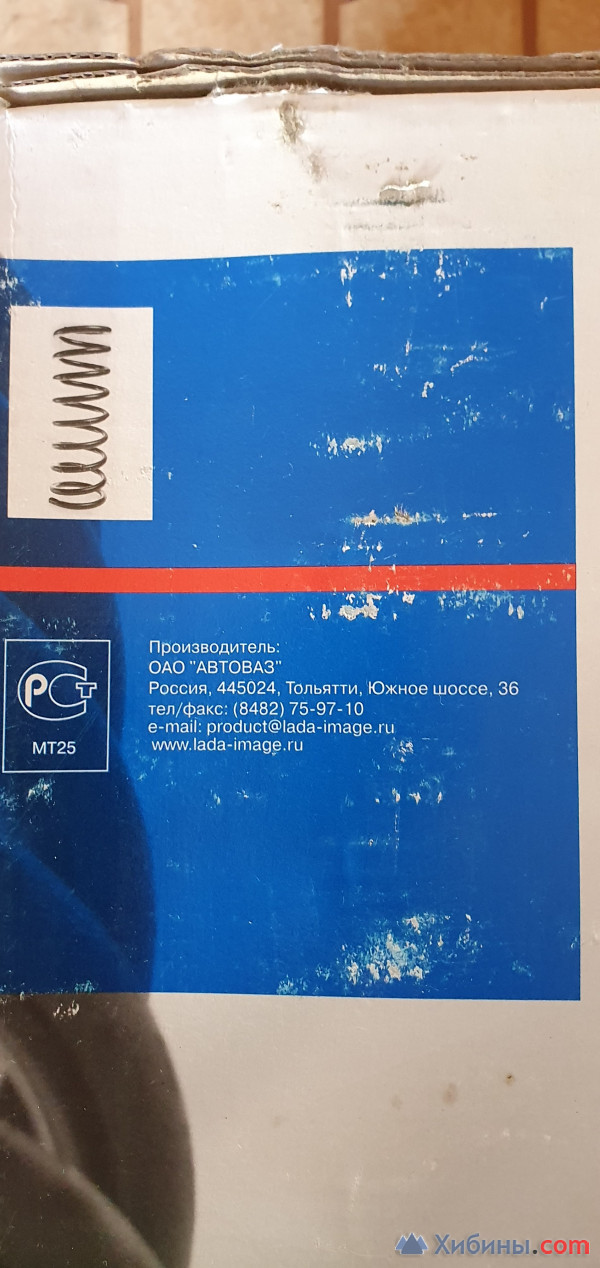 Производитель:
ОАО "АВТОВАЗ"
Россия, 445024, Тольятти, Южное шоссе, 36
тел/факс: (8482) 75-97-10
e-mail: product@lada-image.ru
www.lada-image.ru
РСТ
МТ25
Хибины.com